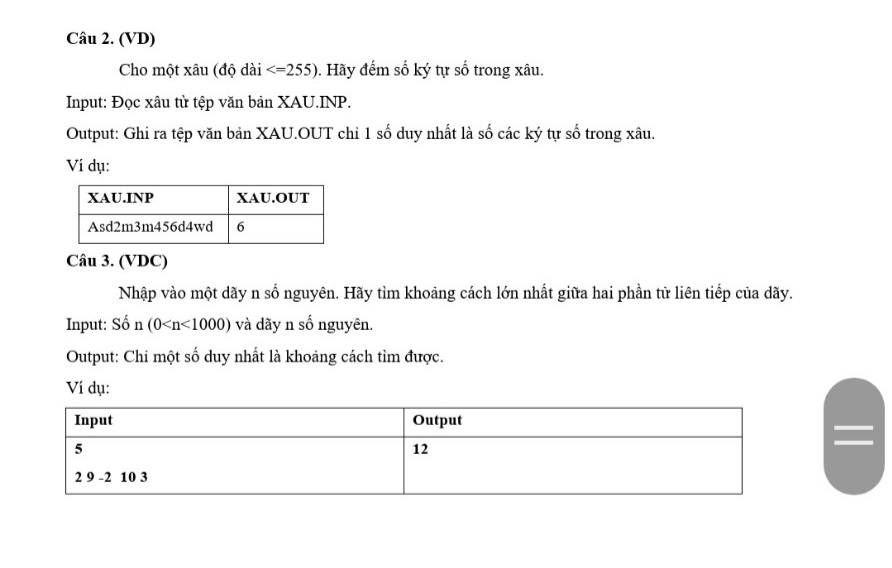 Câu 2. (VD)
Cho một xâu (độ dài <=255). Hãy đếm số ký tự số trong xâu.
Input: Đọc xâu từ tệp văn bản XAU.INP.
Output: Ghi ra tệp văn bản XAU.OUT chỉ 1 số duy nhất là số các ký tự số trong xâu.
Ví dụ:
XAU.INP XAU.OUT
Asd2m3m456d4wd 6
Câu 3. (VDC)
Nhập vào một dãy n số nguyên. Hãy tìm khoảng cách lớn nhất giữa hai phần tử liên tiếp của dãy.
Input: Số n (0<n<1000) và dãy n số nguyên.
Output: Chỉ một số duy nhất là khoảng cách tìm được.
Ví dụ:
Input Output
5 12
2 9 -2 10 3